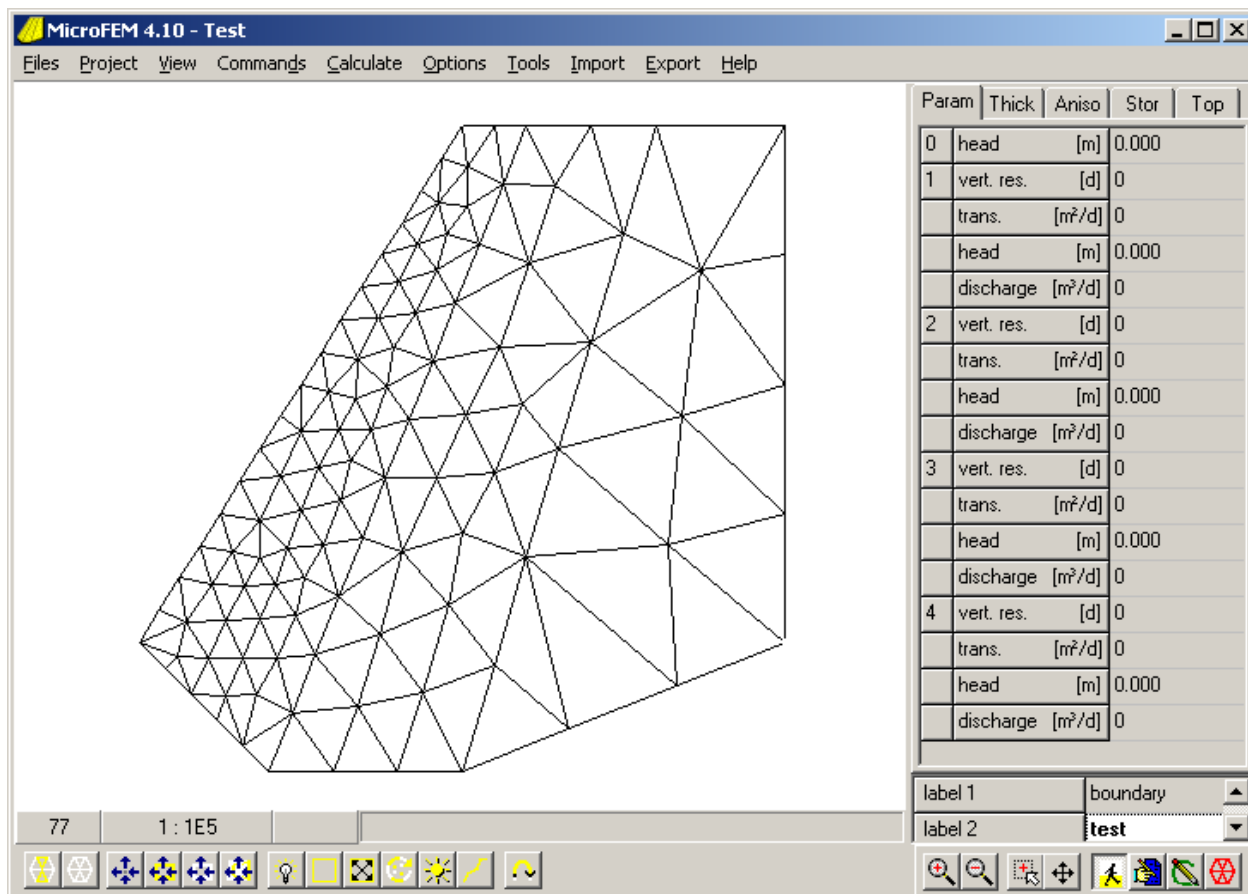 MicroFEM 4.10 - Test
Files Project View Commands Calculate Options Tools Import Export Help
Param Thick Aniso Stor Top
0 head [m] 0.000
1 vert. res. [d] 0
trans. [m²/d] 0
head [m] 0.000
discharge [m³/d] 0
2 vert. res. [d] 0
trans. [m²/d] 0
head [m] 0.000
discharge [m³/d] 0
3 vert. res. [d] 0
trans. [m²/d] 0
head [m] 0.000
discharge [m³/d] 0
4 vert. res. [d] 0
trans. [m²/d] 0
head [m] 0.000
discharge [m³/d] 0
label 1 boundary
label 2 test
77 1 : 1E5